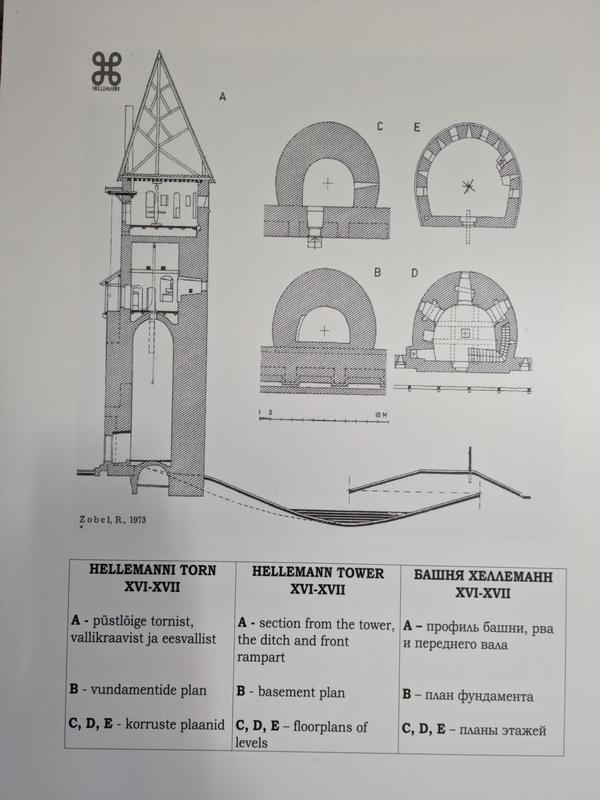 HELLEMANN
A
C
E
B
D
1 0 10 M
Zobel, R., 1973
HELLEMANNI TORN
XVI-XVII
A - püstlõige tornist,
vallikraavist ja eesvallist
B - vundamentide plan
C, D, E - korruste plaanid
HELLEMANN TOWER
XVI-XVII
A - section from the tower,
the ditch and front
rampart
B - basement plan
C, D, E – floorplans of
levels
БАШНЯ ХЕЛЛЕМАНН
XVI-XVII
A – профиль башни, рва
и переднего вала
B – план фундамента
C, D, E – планы этажей